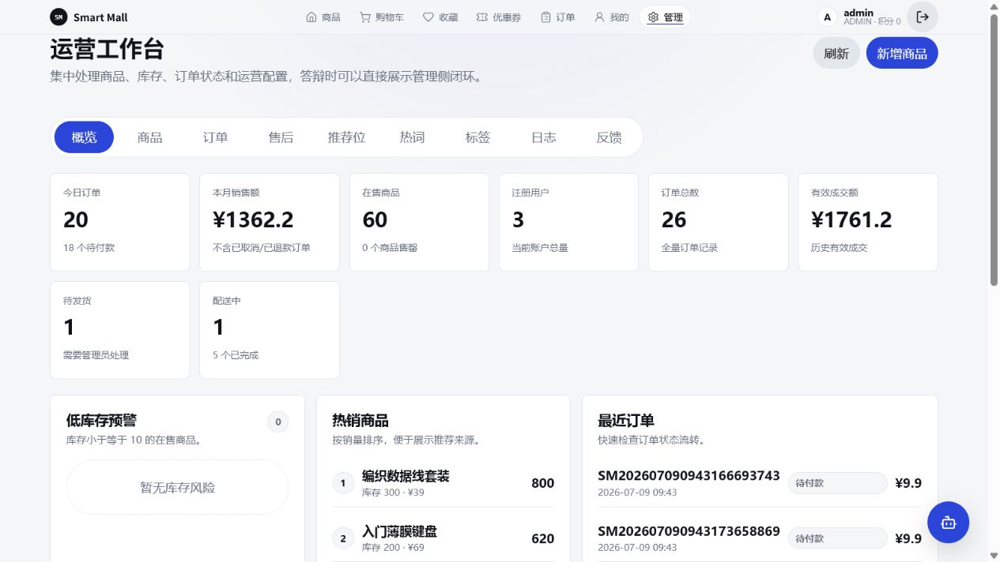 SM Smart Mall 商品 购物车 收藏 优惠券 订单 我的 管理 A admin
ADMIN · 积分 0
运营工作台 刷新 新增商品
集中处理商品、库存、订单状态和运营配置，答辩时可以直接展示管理侧闭环。
概览 商品 订单 售后 推荐位 热词 标签 日志 反馈
今日订单 本月销售额 在售商品 注册用户 订单总数 有效成交额
20 ¥1362.2 60 3 26 ¥1761.2
18 个待付款 不含已取消/已退款订单 0 个商品售罄 当前账户总量 全量订单记录 历史有效成交
待发货 配送中
1 1
需要管理员处理 5 个已完成
低库存预警 0 热销商品 最近订单
库存小于等于 10 的在售商品。 按销量排序，便于展示推荐来源。 快速检查订单状态流转。
暂无库存风险
1 编织数据线套装 800
库存 300 · ¥39
SM202607090943166693743 待付款 ¥9.9
2026-07-09 09:43
2 入门薄膜键盘 620
库存 200 · ¥69
SM202607090943173658869 待付款 ¥9.9
2026-07-09 09:43